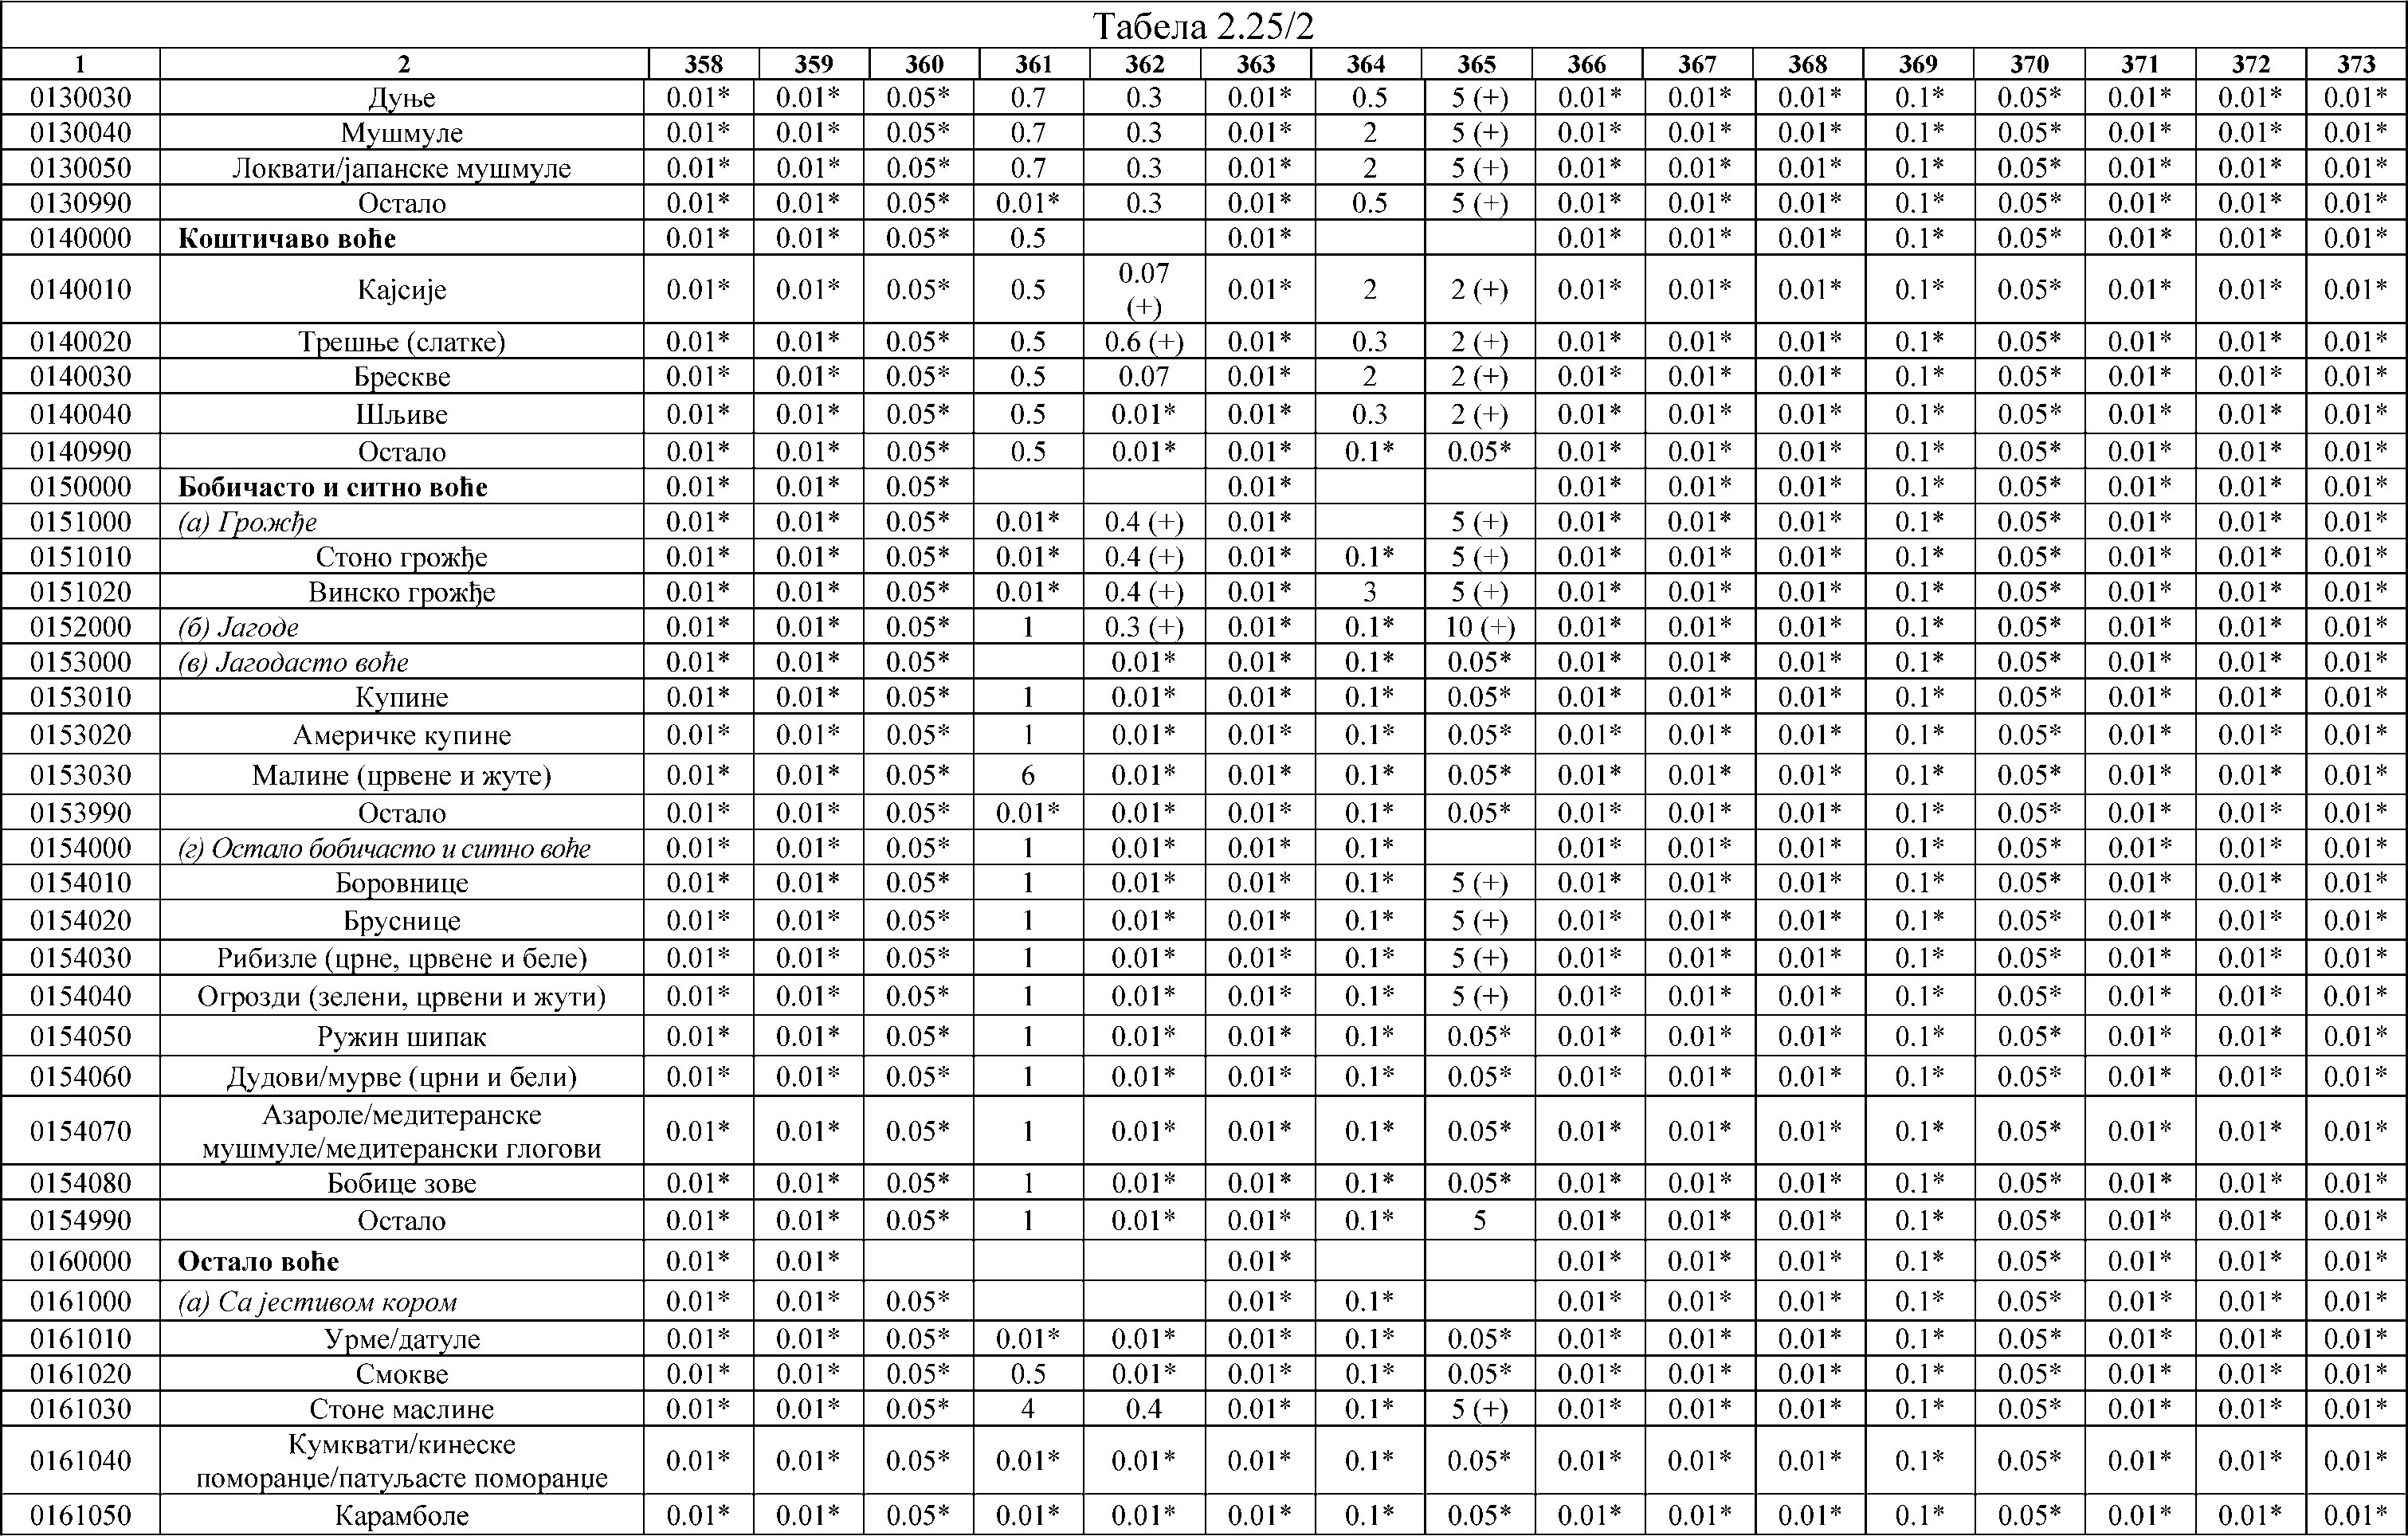 Табела 2.25/2
1 2 358 359 360 361 362 363 364 365 366 367 368 369 370 371 372 373
0130030 Дуње 0.01* 0.01* 0.05* 0.7 0.3 0.01* 0.5 5 (+) 0.01* 0.01* 0.01* 0.1* 0.05* 0.01* 0.01* 0.01*
0130040 Мушмуле 0.01* 0.01* 0.05* 0.7 0.3 0.01* 2 5 (+) 0.01* 0.01* 0.01* 0.1* 0.05* 0.01* 0.01* 0.01*
0130050 Локвати/јапанске мушмуле 0.01* 0.01* 0.05* 0.7 0.3 0.01* 2 5 (+) 0.01* 0.01* 0.01* 0.1* 0.05* 0.01* 0.01* 0.01*
0130990 Остало 0.01* 0.01* 0.05* 0.01* 0.3 0.01* 0.5 5 (+) 0.01* 0.01* 0.01* 0.1* 0.05* 0.01* 0.01* 0.01*
0140000 Коштичаво воће 0.01* 0.01* 0.05* 0.5 0.01* 0.01* 0.01* 0.01* 0.1* 0.05* 0.01* 0.01* 0.01*
0140010 Кајсије 0.01* 0.01* 0.05* 0.5 0.07
(+) 0.01* 2 2 (+) 0.01* 0.01* 0.01* 0.1* 0.05* 0.01* 0.01* 0.01*
0140020 Трешње (слатке) 0.01* 0.01* 0.05* 0.5 0.6 (+) 0.01* 0.3 2 (+) 0.01* 0.01* 0.01* 0.1* 0.05* 0.01* 0.01* 0.01*
0140030 Брескве 0.01* 0.01* 0.05* 0.5 0.07 0.01* 2 2 (+) 0.01* 0.01* 0.01* 0.1* 0.05* 0.01* 0.01* 0.01*
0140040 Шљиве 0.01* 0.01* 0.05* 0.5 0.01* 0.01* 0.3 2 (+) 0.01* 0.01* 0.01* 0.1* 0.05* 0.01* 0.01* 0.01*
0140990 Остало 0.01* 0.01* 0.05* 0.5 0.01* 0.01* 0.1* 0.05* 0.01* 0.01* 0.01* 0.1* 0.05* 0.01* 0.01* 0.01*
0150000 Бобичасто и ситно воће 0.01* 0.01* 0.05* 0.01* 0.01* 0.01* 0.01* 0.1* 0.05* 0.01* 0.01* 0.01*
0151000 (а) Грожђе 0.01* 0.01* 0.05* 0.01* 0.4 (+) 0.01* 5 (+) 0.01* 0.01* 0.01* 0.1* 0.05* 0.01* 0.01* 0.01*
0151010 Стоно грожђе 0.01* 0.01* 0.05* 0.01* 0.4 (+) 0.01* 0.1* 5 (+) 0.01* 0.01* 0.01* 0.1* 0.05* 0.01* 0.01* 0.01*
0151020 Винско грожђе 0.01* 0.01* 0.05* 0.01* 0.4 (+) 0.01* 3 5 (+) 0.01* 0.01* 0.01* 0.1* 0.05* 0.01* 0.01* 0.01*
0152000 (б) Јагоде 0.01* 0.01* 0.05* 1 0.3 (+) 0.01* 0.1* 10 (+) 0.01* 0.01* 0.01* 0.1* 0.05* 0.01* 0.01* 0.01*
0153000 (в) Јагодасто воће 0.01* 0.01* 0.05* 0.01* 0.01* 0.1* 0.05* 0.01* 0.01* 0.01* 0.1* 0.05* 0.01* 0.01* 0.01*
0153010 Купине 0.01* 0.01* 0.05* 1 0.01* 0.01* 0.1* 0.05* 0.01* 0.01* 0.01* 0.1* 0.05* 0.01* 0.01* 0.01*
0153020 Америчке купине 0.01* 0.01* 0.05* 1 0.01* 0.01* 0.1* 0.05* 0.01* 0.01* 0.01* 0.1* 0.05* 0.01* 0.01* 0.01*
0153030 Малине (црвене и жуте) 0.01* 0.01* 0.05* 6 0.01* 0.01* 0.1* 0.05* 0.01* 0.01* 0.01* 0.1* 0.05* 0.01* 0.01* 0.01*
0153990 Остало 0.01* 0.01* 0.05* 0.01* 0.01* 0.01* 0.1* 0.05* 0.01* 0.01* 0.01* 0.1* 0.05* 0.01* 0.01* 0.01*
0154000 (г) Остало бобичасто и ситно воће 0.01* 0.01* 0.05* 1 0.01* 0.01* 0.1* 0.01* 0.01* 0.01* 0.1* 0.05* 0.01* 0.01* 0.01*
0154010 Боровнице 0.01* 0.01* 0.05* 1 0.01* 0.01* 0.1* 5 (+) 0.01* 0.01* 0.01* 0.1* 0.05* 0.01* 0.01* 0.01*
0154020 Бруснице 0.01* 0.01* 0.05* 1 0.01* 0.01* 0.1* 5 (+) 0.01* 0.01* 0.01* 0.1* 0.05* 0.01* 0.01* 0.01*
0154030 Рибизле (црне, црвене и беле) 0.01* 0.01* 0.05* 1 0.01* 0.01* 0.1* 5 (+) 0.01* 0.01* 0.01* 0.1* 0.05* 0.01* 0.01* 0.01*
0154040 Огрозди (зелени, црвени и жути) 0.01* 0.01* 0.05* 1 0.01* 0.01* 0.1* 5 (+) 0.01* 0.01* 0.01* 0.1* 0.05* 0.01* 0.01* 0.01*
0154050 Ружин шипак 0.01* 0.01* 0.05* 1 0.01* 0.01* 0.1* 0.05* 0.01* 0.01* 0.01* 0.1* 0.05* 0.01* 0.01* 0.01*
0154060 Дудови/мурве (црни и бели) 0.01* 0.01* 0.05* 1 0.01* 0.01* 0.1* 0.05* 0.01* 0.01* 0.01* 0.1* 0.05* 0.01* 0.01* 0.01*
0154070 Азароле/медитеранске
мушмуле/медитерански глогови 0.01* 0.01* 0.05* 1 0.01* 0.01* 0.1* 0.05* 0.01* 0.01* 0.01* 0.1* 0.05* 0.01* 0.01* 0.01*
0154080 Бобице зове 0.01* 0.01* 0.05* 1 0.01* 0.01* 0.1* 0.05* 0.01* 0.01* 0.01* 0.1* 0.05* 0.01* 0.01* 0.01*
0154990 Остало 0.01* 0.01* 0.05* 1 0.01* 0.01* 0.1* 5 0.01* 0.01* 0.01* 0.1* 0.05* 0.01* 0.01* 0.01*
0160000 Остало воће 0.01* 0.01* 0.01* 0.01* 0.01* 0.01* 0.1* 0.05* 0.01* 0.01* 0.01*
0161000 (а) Са јестивом кором 0.01* 0.01* 0.05* 0.01* 0.1* 0.01* 0.01* 0.01* 0.1* 0.05* 0.01* 0.01* 0.01*
0161010 Урме/датуле 0.01* 0.01* 0.05* 0.01* 0.01* 0.01* 0.1* 0.05* 0.01* 0.01* 0.01* 0.1* 0.05* 0.01* 0.01* 0.01*
0161020 Смокве 0.01* 0.01* 0.05* 0.5 0.01* 0.01* 0.1* 0.05* 0.01* 0.01* 0.01* 0.1* 0.05* 0.01* 0.01* 0.01*
0161030 Стоне маслине 0.01* 0.01* 0.05* 4 0.4 0.01* 0.1* 5 (+) 0.01* 0.01* 0.01* 0.1* 0.05* 0.01* 0.01* 0.01*
0161040 Кумквати/кинеске
поморанџе/патуљасте поморанџе 0.01* 0.01* 0.05* 0.01* 0.01* 0.01* 0.1* 0.05* 0.01* 0.01* 0.01* 0.1* 0.05* 0.01* 0.01* 0.01*
0161050 Карамболе 0.01* 0.01* 0.05* 0.01* 0.01* 0.01* 0.1* 0.05* 0.01* 0.01* 0.01* 0.1* 0.05* 0.01* 0.01* 0.01*